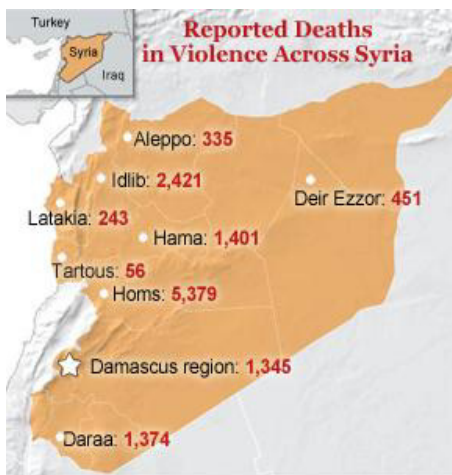 Turkey
Syria
Iraq
Reported Deaths
in Violence Across Syria
Aleppo: 335
Idlib: 2,421
Deir Ezzor: 451
Latakia: 243
Hama: 1,401
Tartous: 56
Homs: 5,379
Damascus region: 1,345
Daraa: 1,374